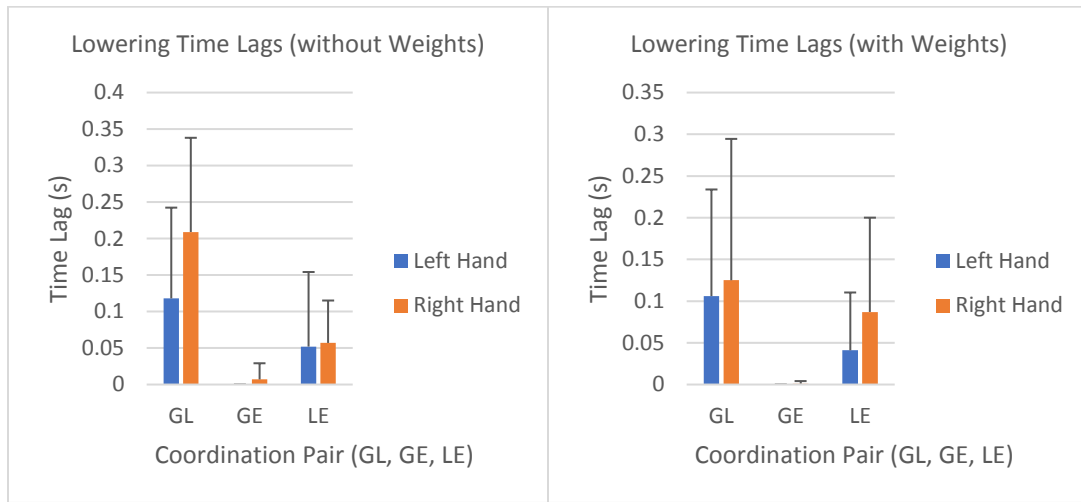 Lowering Time Lags (without Weights)
0.4
0.35
0.3
0.25
0.2
0.15
0.1
0.05
0
Time Lag (s)
GL GE LE
Coordination Pair (GL, GE, LE)
Left Hand
Right Hand
Lowering Time Lags (with Weights)
0.35
0.3
0.25
0.2
0.15
0.1
0.05
0
Time Lag (s)
GL GE LE
Coordination Pair (GL, GE, LE)
Left Hand
Right Hand